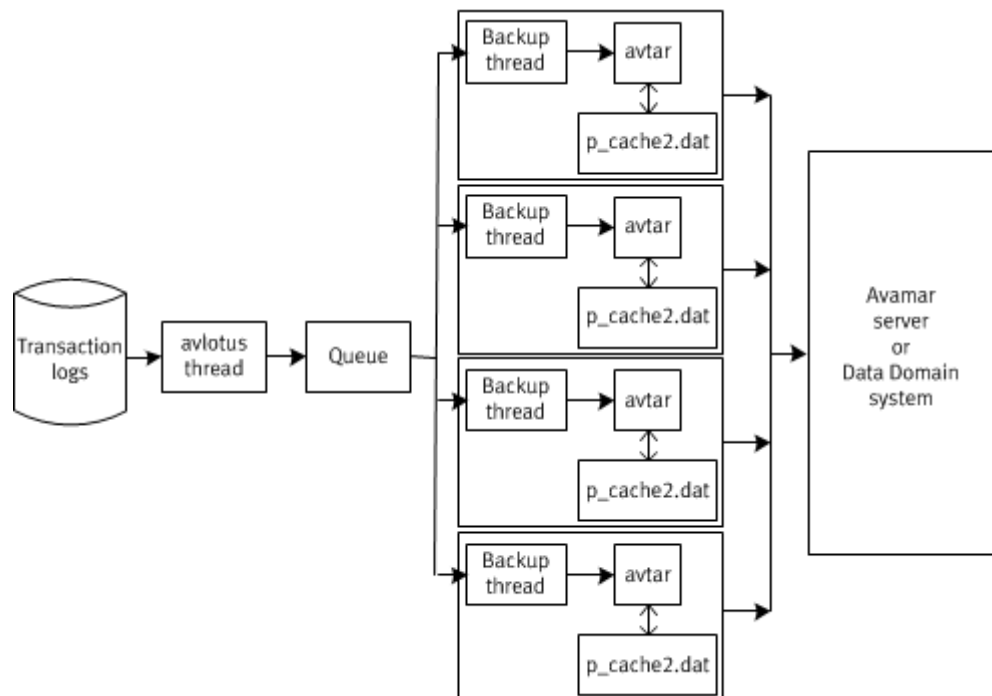 Backup
thread
avtar
p_cache2.dat
Backup
thread
avtar
p_cache2.dat
Transaction
logs
avlotus
thread
Queue
Backup
thread
avtar
p_cache2.dat
Backup
thread
avtar
p_cache2.dat
Avamar
server
or
Data Domain
system